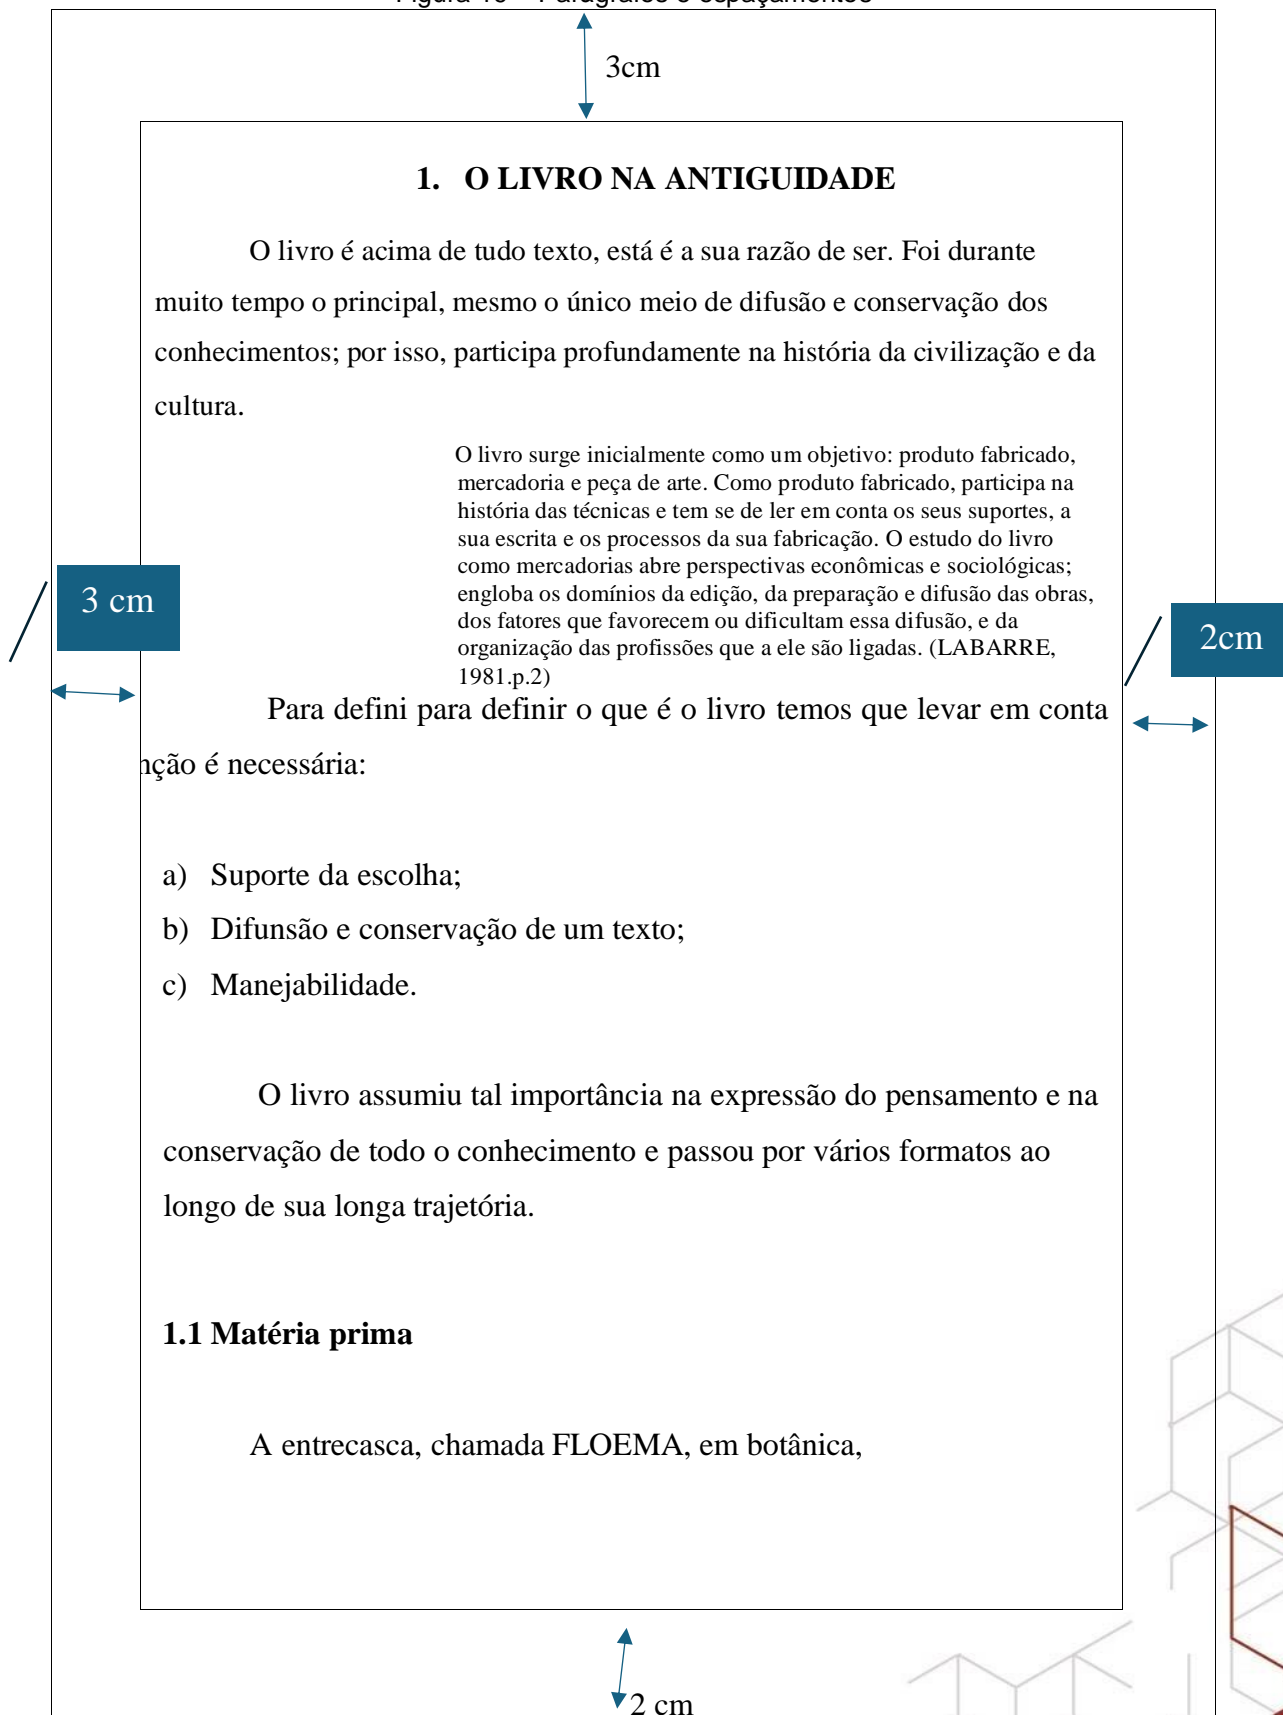 3cm
1. O LIVRO NA ANTIGUIDADE
O livro é acima de tudo texto, está é a sua razão de ser. Foi durante
muito tempo o principal, mesmo o único meio de difusão e conservação dos
conhecimentos; por isso, participa profundamente na história da civilização e da
cultura.
O livro surge inicialmente como um objetivo: produto fabricado,
mercadoria e peça de arte. Como produto fabricado, participa na
história das técnicas e tem se de ler em conta os seus suportes, a
sua escrita e os processos da sua fabricação. O estudo do livro
como mercadorias abre perspectivas econômicas e sociológicas;
engloba os domínios da edição, da preparação e difusão das obras,
dos fatores que favorecem ou dificultam essa difusão, e da
organização das profissões que a ele são ligadas. (LABARRE,
1981.p.2)
3 cm
2cm
Para defini para definir o que é o livro temos que levar em conta
nção é necessária:
a) Suporte da escolha;
b) Difunsão e conservação de um texto;
c) Manejabilidade.
O livro assumiu tal importância na expressão do pensamento e na
conservação de todo o conhecimento e passou por vários formatos ao
longo de sua longa trajetória.
1.1 Matéria prima
A entrecasca, chamada FLOEMA, em botânica,
2 cm